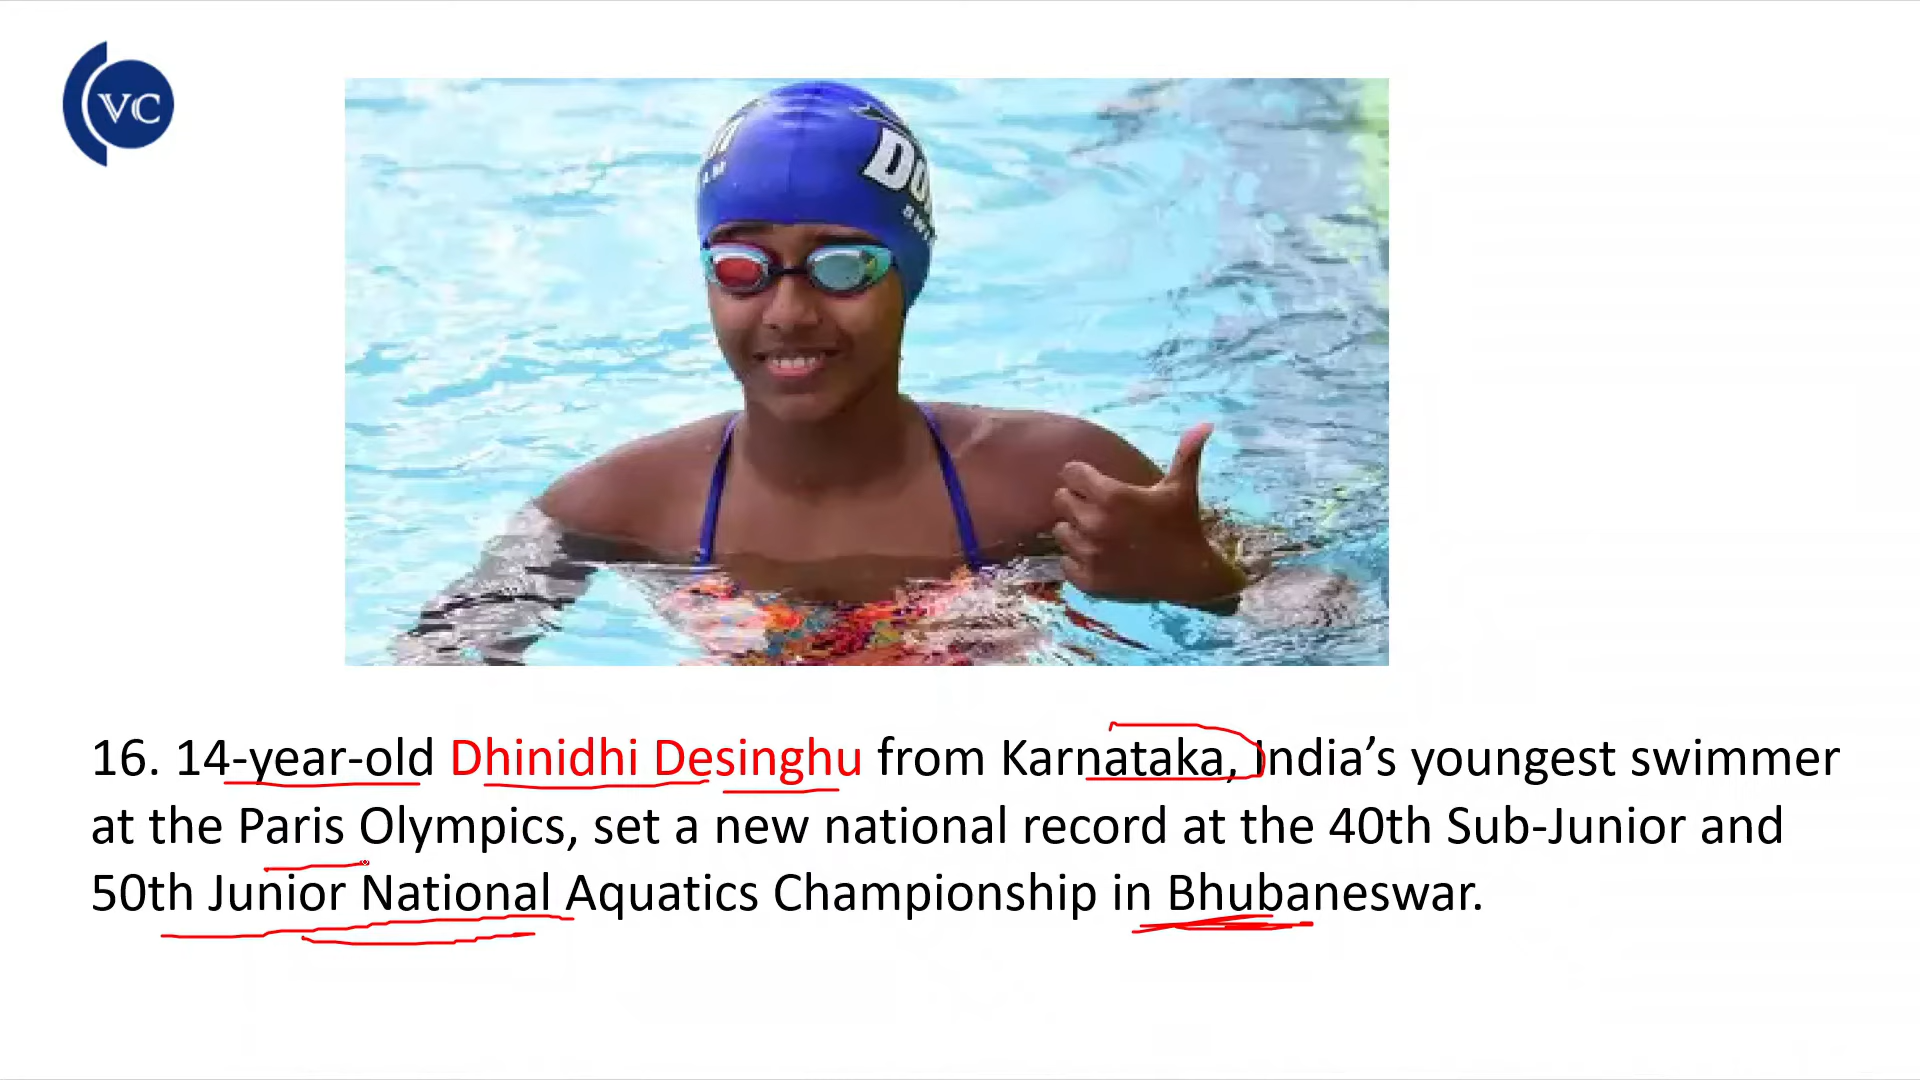 VC
DO
16. 14-year-old Dhinidhi Desinghu from Karnataka, India’s youngest swimmer
at the Paris Olympics, set a new national record at the 40th Sub-Junior and
50th Junior National Aquatics Championship in Bhubaneswar.